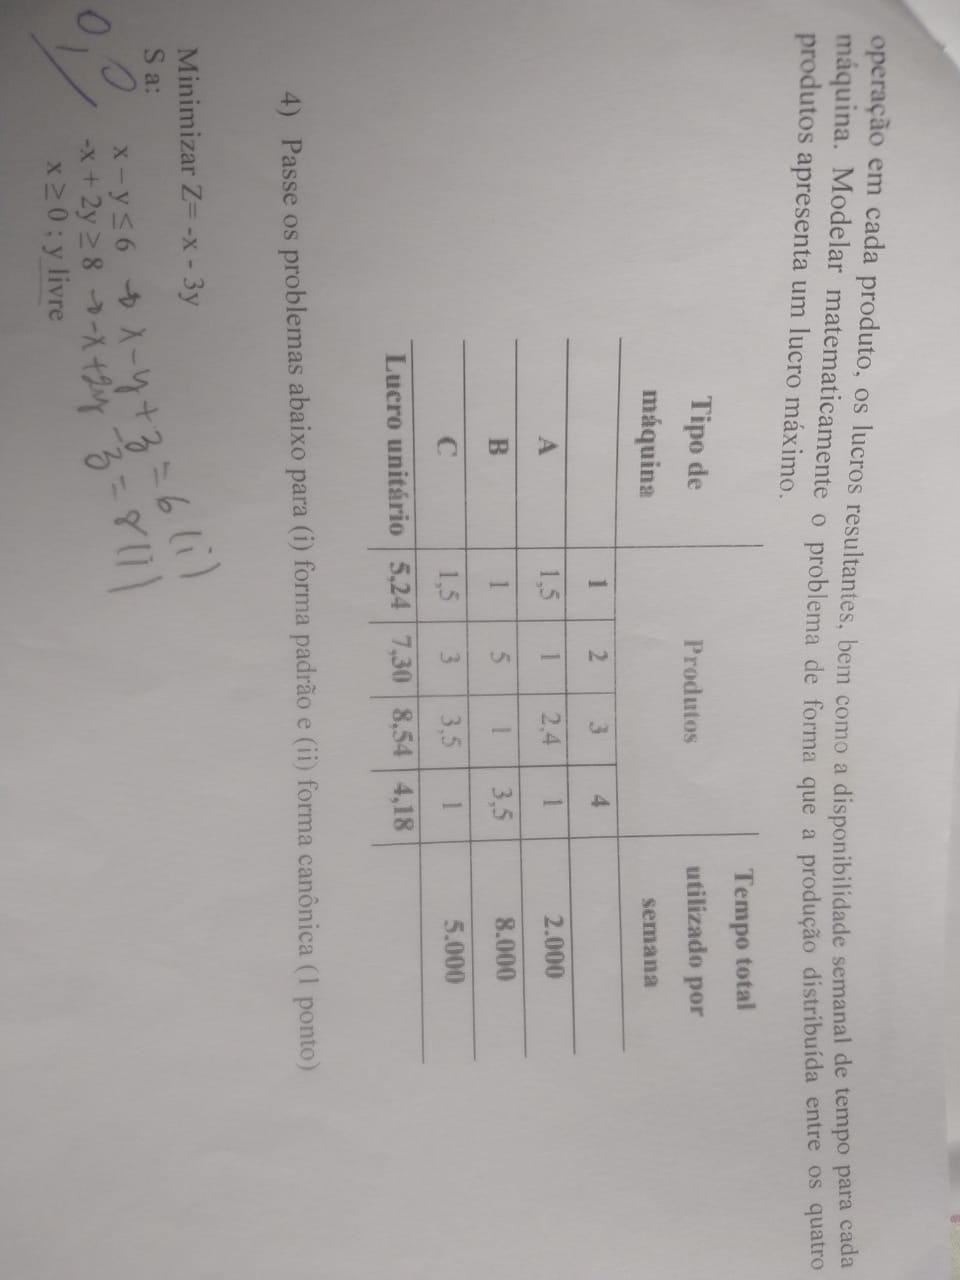 operação em cada produto, os lucros resultantes, bem como a disponibilidade semanal de tempo para cada
máquina. Modelar matematicamente o problema de forma que a produção distribuída entre os quatro
produtos apresenta um lucro máximo.
Tipo de máquina Produtos Tempo total utilizado por semana
1 2 3 4
A 1,5 1 2,4 1 2.000
B 1 5 1 3,5 8.000
C 1,5 3 3,5 1 5.000
Lucro unitário 5,24 7,30 8,54 4,18
4) Passe os problemas abaixo para (i) forma padrão e (ii) forma canônica (1 ponto)
Minimizar Z= -x - 3y
S a:
x – y ≤ 6 → x - y + z = 6 (i)
-x + 2y ≥ 8 → -x + 2y - z = 8 (i)
x ≥ 0 ; y livre
0,0